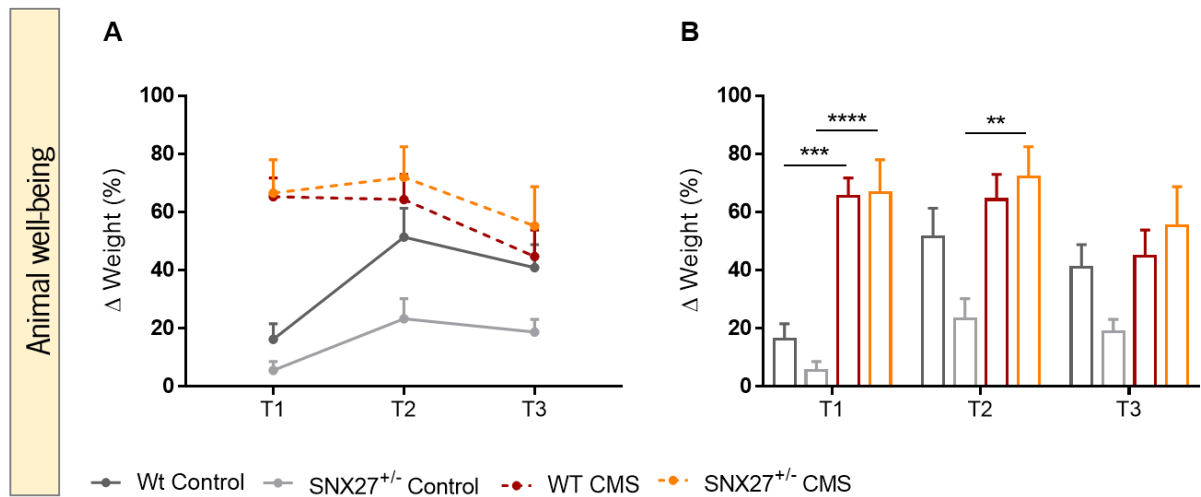 Animal well-being
A
B
Δ Weight (%)
100
80
60
40
20
0
T1 T2 T3
Δ Weight (%)
100
80
60
40
20
0
***
****
**
T1 T2 T3
Wt Control SNX27+/- Control WT CMS SNX27+/- CMS